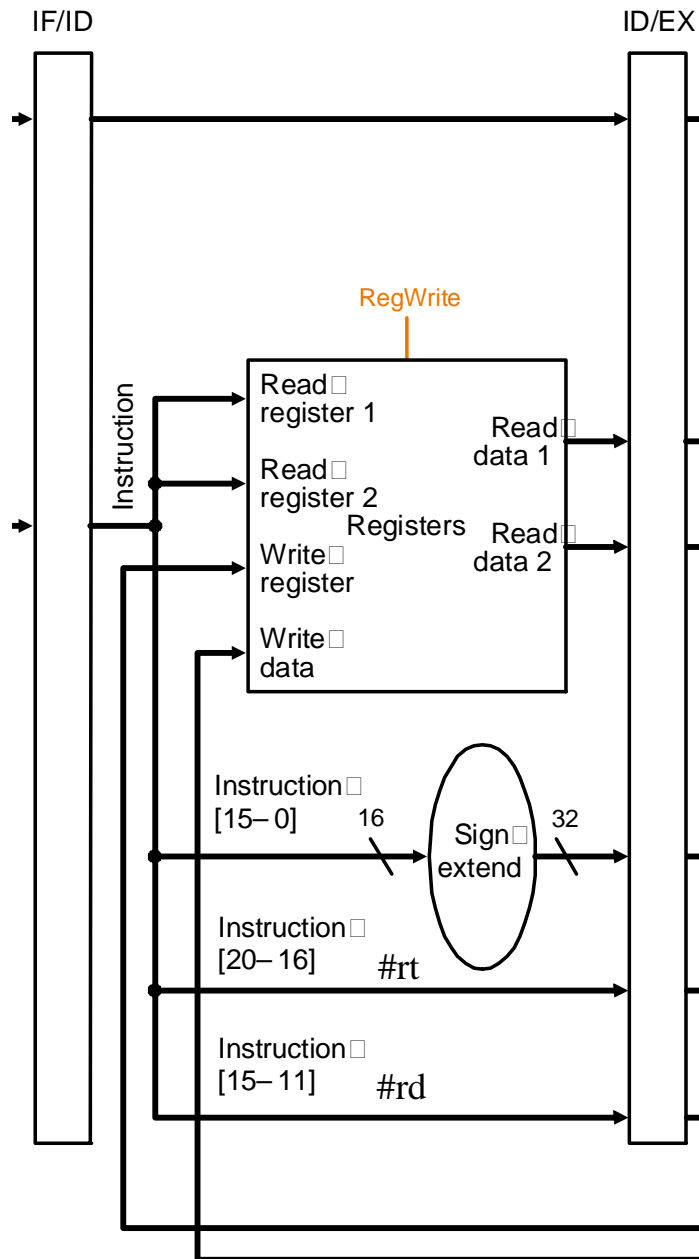 IF/ID
ID/EX
RegWrite
Instruction
Read
register 1
Read
data 1
Read
register 2
Registers
Read
data 2
Write
register
Write
data
Instruction
[15–0]
16
Sign
extend
32
Instruction
[20–16]
#rt
Instruction
[15–11]
#rd